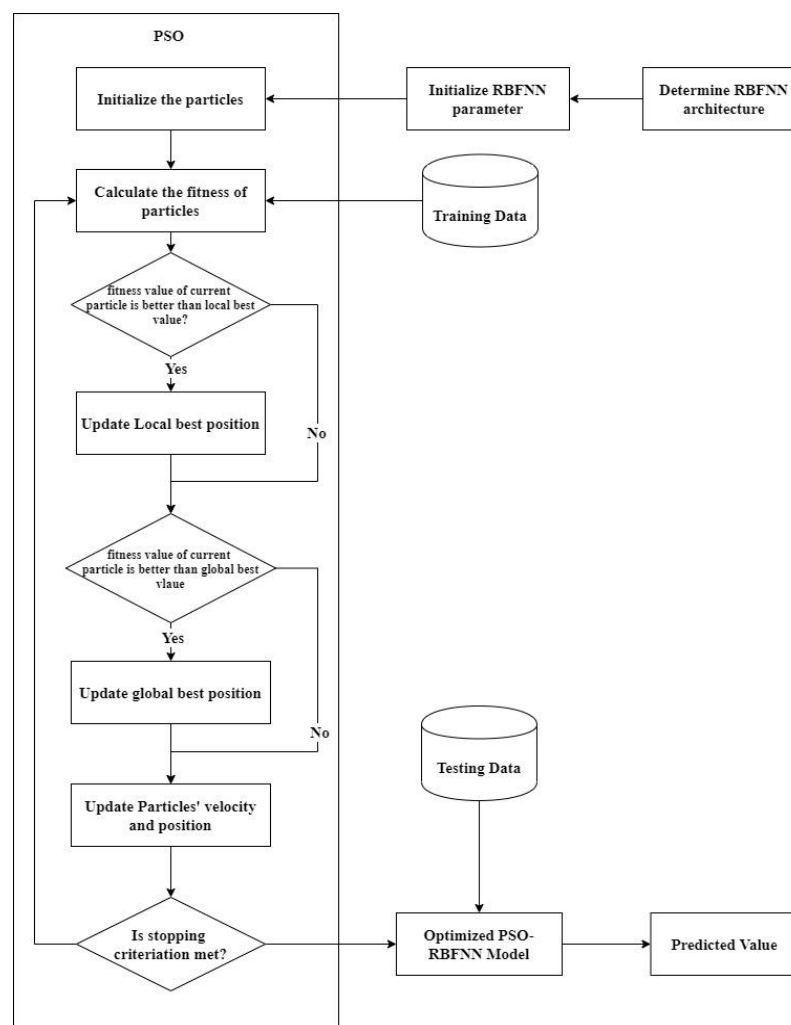 PSO
Initialize the particles
Initialize RBFNN
parameter
Determine RBFNN
architecture
Calculate the fitness of
particles
Training Data
fitness value of current
particle is better than local best
value?
Yes
Update Local best position
No
fitness value of current
particle is better than global best
vlaue
Yes
Update global best position
No
Testing Data
Update Particles' velocity
and position
Is stopping
criteriation met?
Optimized PSO-
RBFNN Model
Predicted Value